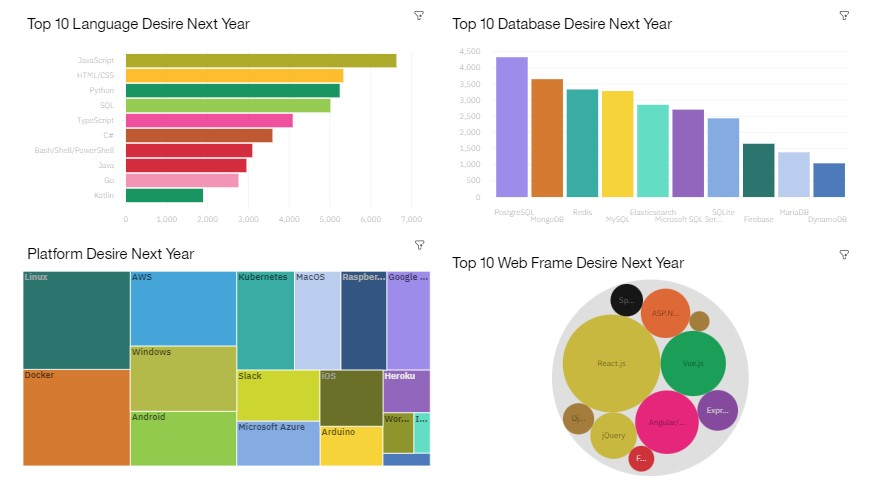 Top 10 Language Desire Next Year
JavaScript
HTML/CSS
Python
SQL
TypeScript
C#
Bash/Shell/PowerShell
Java
Go
Kotlin
0 1,000 2,000 3,000 4,000 5,000 6,000 7,000
Top 10 Database Desire Next Year
4,500
4,000
3,500
3,000
2,500
2,000
1,500
1,000
500
0
PostgreSQL Redis Elasticsearch SQLite MariaDB
MongoDB MySQL Microsoft SQL Ser... Firebase DynamoDB
Platform Desire Next Year
Linux AWS Kubernetes MacOS Raspber... Google ...
Windows
Docker Slack iOS Heroku
Android Wor... I...
Microsoft Azure Arduino
Top 10 Web Frame Desire Next Year
Sp...
ASP.N...
React.js Vue.js
Expr...
Dj...
Angular/...
jQuery
F...